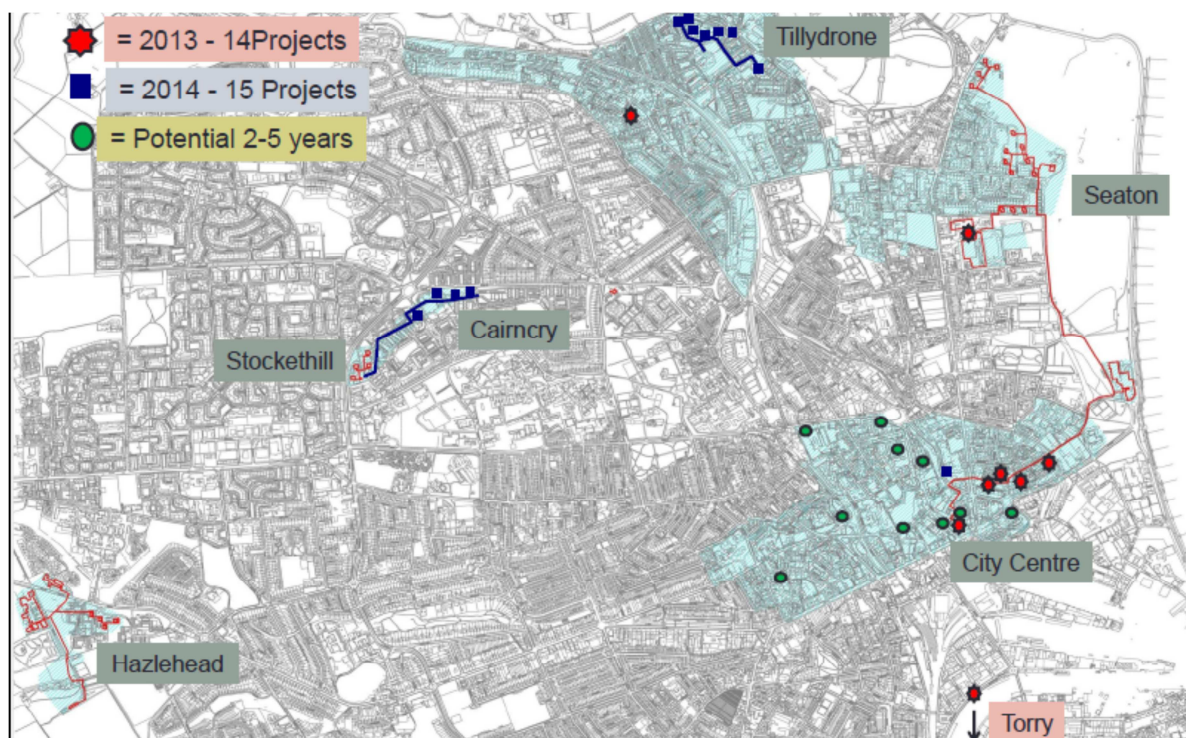 = 2013 - 14Projects
= 2014 - 15 Projects
= Potential 2-5 years
Tillydrone
Seaton
Cairncry
Stockethill
City Centre
Hazlehead
Torry